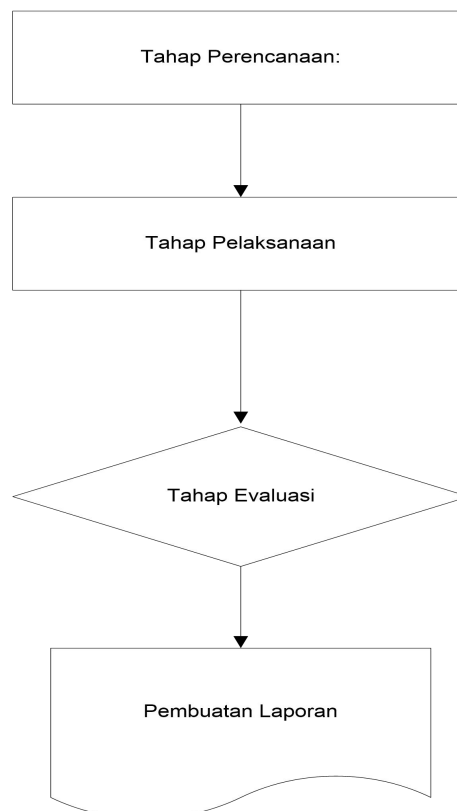 Tahap Perencanaan:
Tahap Pelaksanaan
Tahap Evaluasi
Pembuatan Laporan